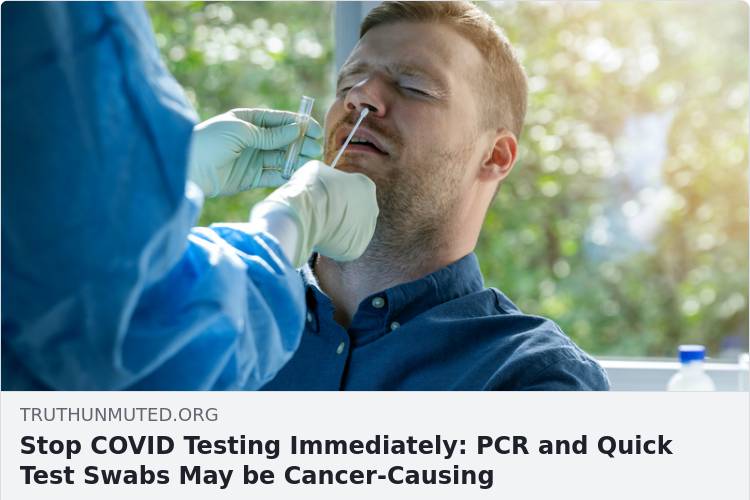 TRUTHUNMUTED.ORG
Stop COVID Testing Immediately: PCR and Quick
Test Swabs May be Cancer-Causing